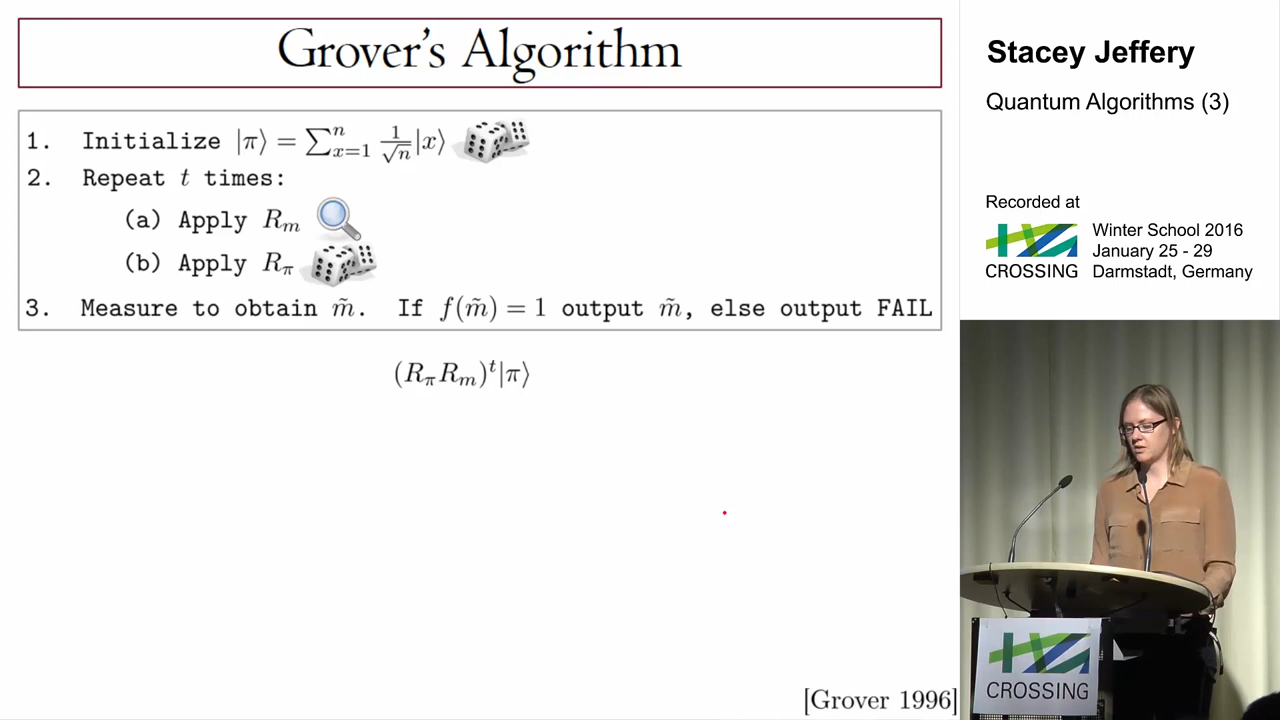 Grover's Algorithm
1. Initialize |π⟩ = ∑ⁿₓ₌₁ 1/√n |x⟩
2. Repeat t times:
(a) Apply Rₘ
(b) Apply R_π
3. Measure to obtain m̃. If f(m̃) = 1 output m̃, else output FAIL
(R_π Rₘ)ᵗ|π⟩
[Grover 1996]
Stacey Jeffery
Quantum Algorithms (3)
Recorded at
CROSSING
Winter School 2016
January 25 - 29
Darmstadt, Germany
CROSSING